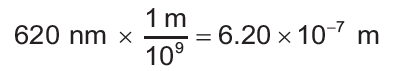 620 nm × 1 m / 10⁹ = 6.20 × 10⁻⁷ m